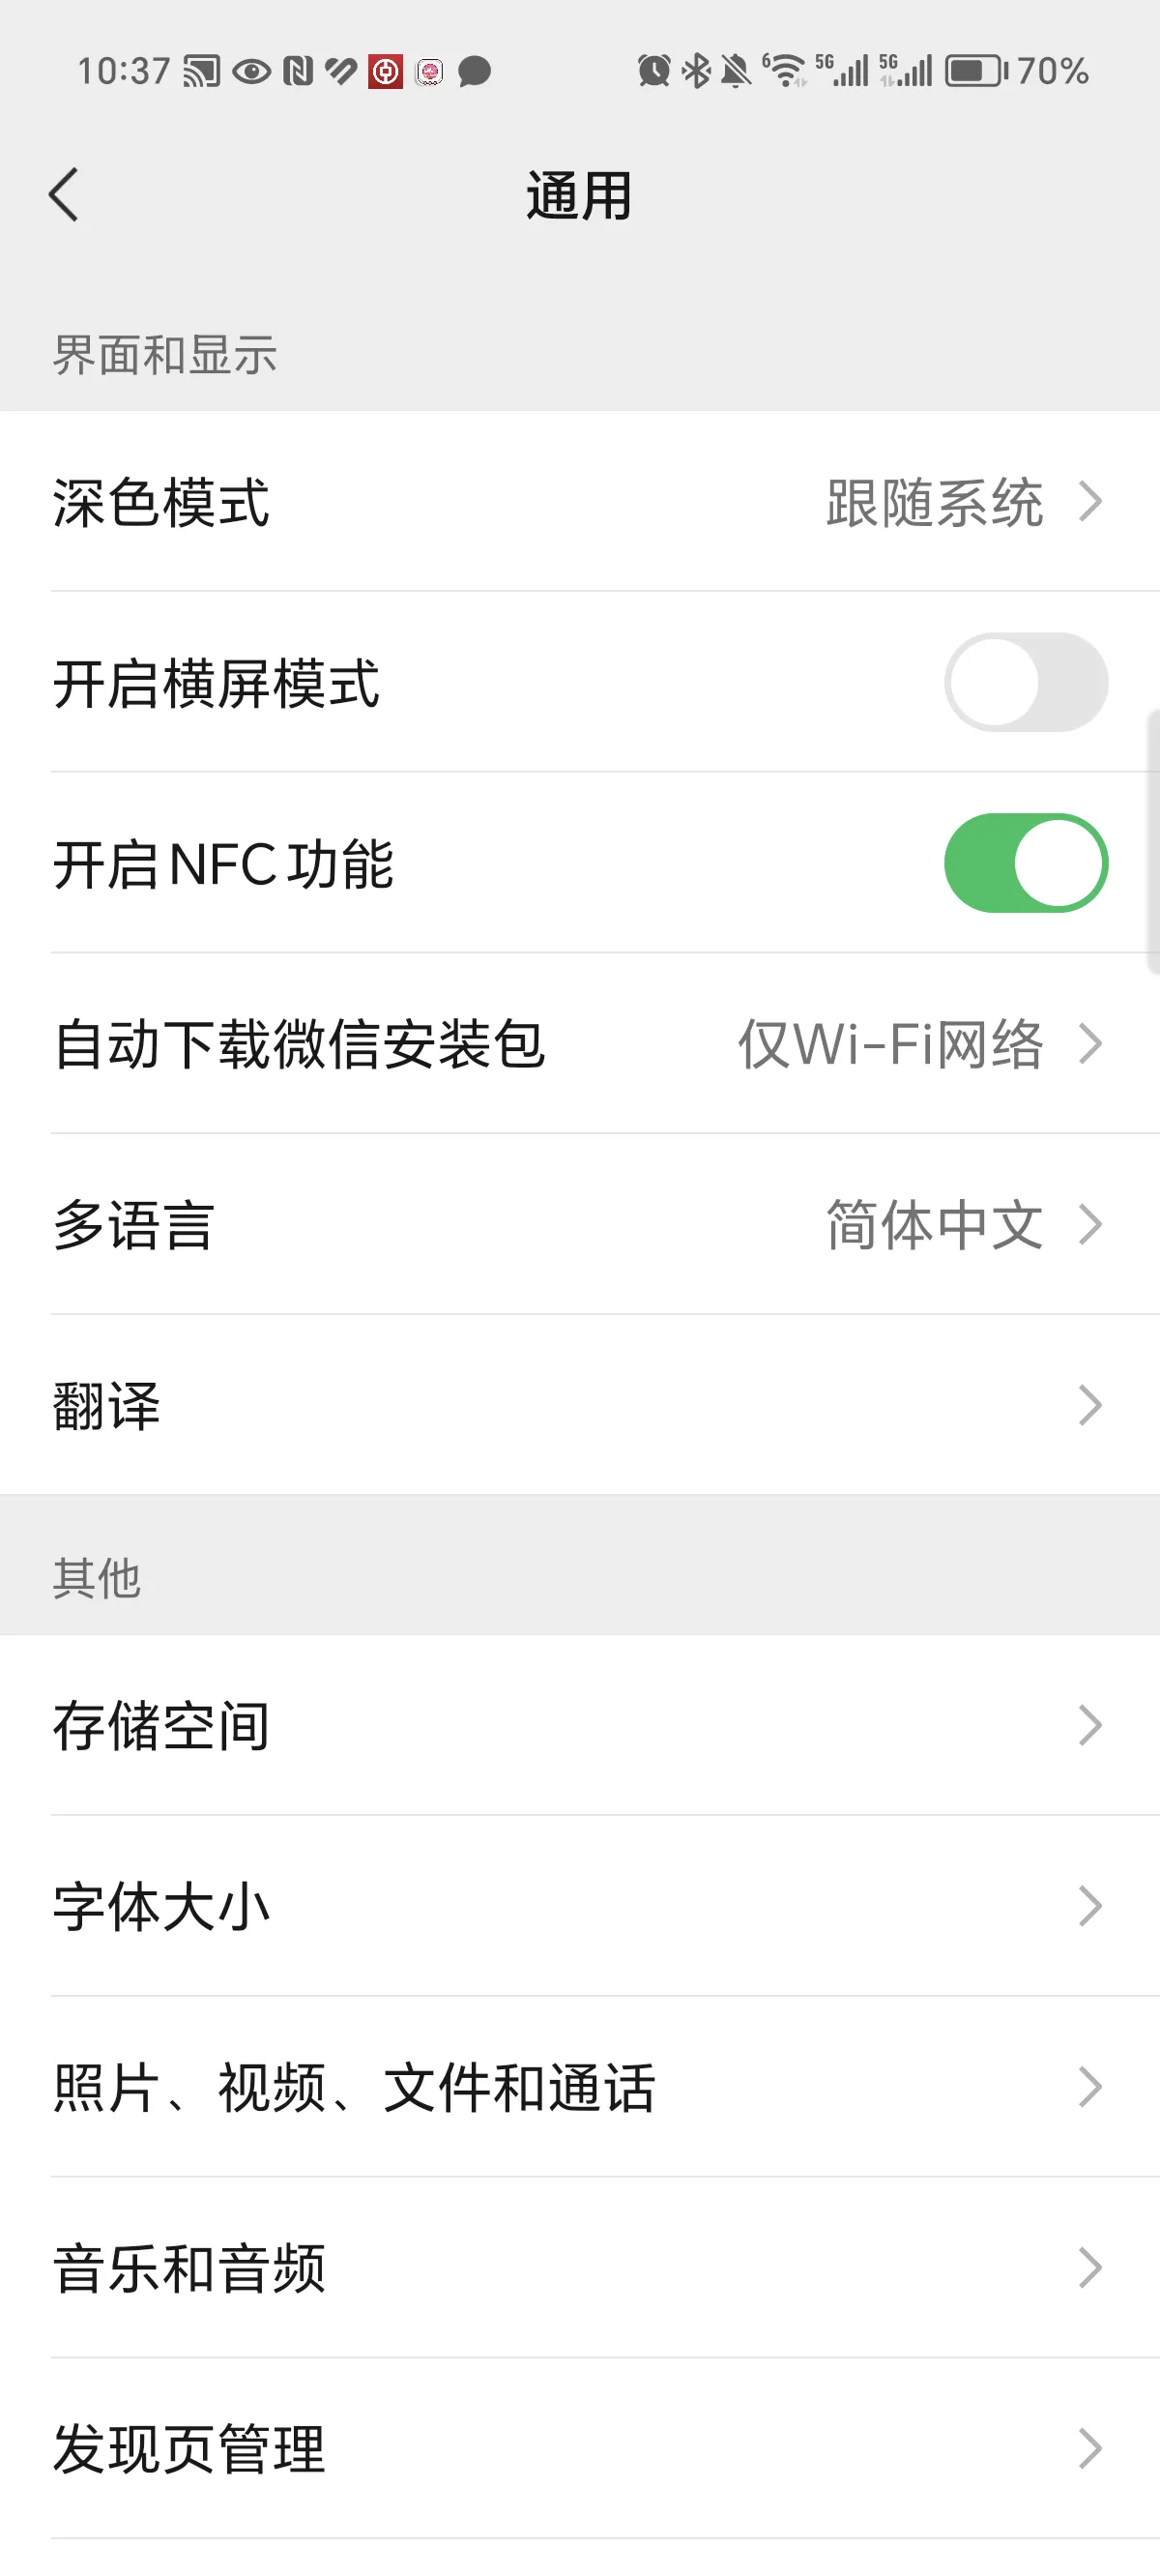 10:37
6 5G 5G 70%
通用
界面和显示
深色模式 跟随系统
开启横屏模式
开启NFC功能
自动下载微信安装包 仅Wi-Fi网络
多语言 简体中文
翻译
其他
存储空间
字体大小
照片、视频、文件和通话
音乐和音频
发现页管理